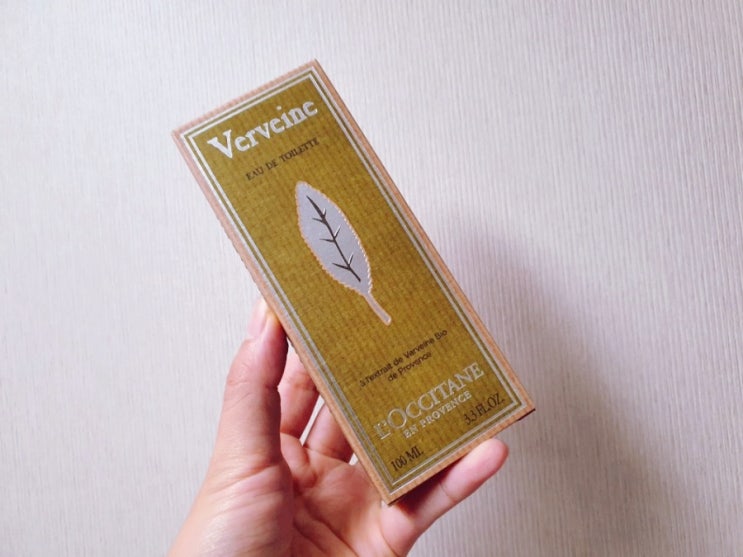 Verveine
EAU DE TOILETTE
à l'extrait de Verveine Bio
de Provence
L'OCCITANE
EN PROVENCE
100 ML 3.3 FL.OZ.